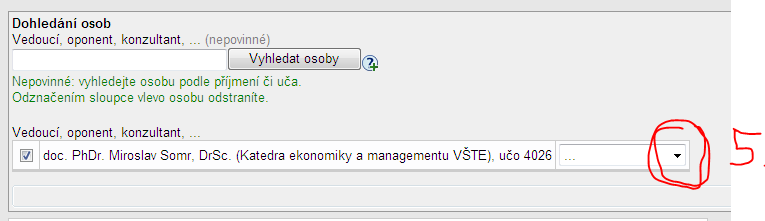 Dohledání osob
Vedoucí, oponent, konzultant, ... (nepovinné)
Vyhledat osoby ?
Nepovinné: vyhledejte osobu podle příjmení či uča.
Odznačením sloupce vlevo osobu odstraníte.
Vedoucí, oponent, konzultant, ...
doc. PhDr. Miroslav Somr, DrSc. (Katedra ekonomiky a managementu VŠTE), učo 4026 ... 5.